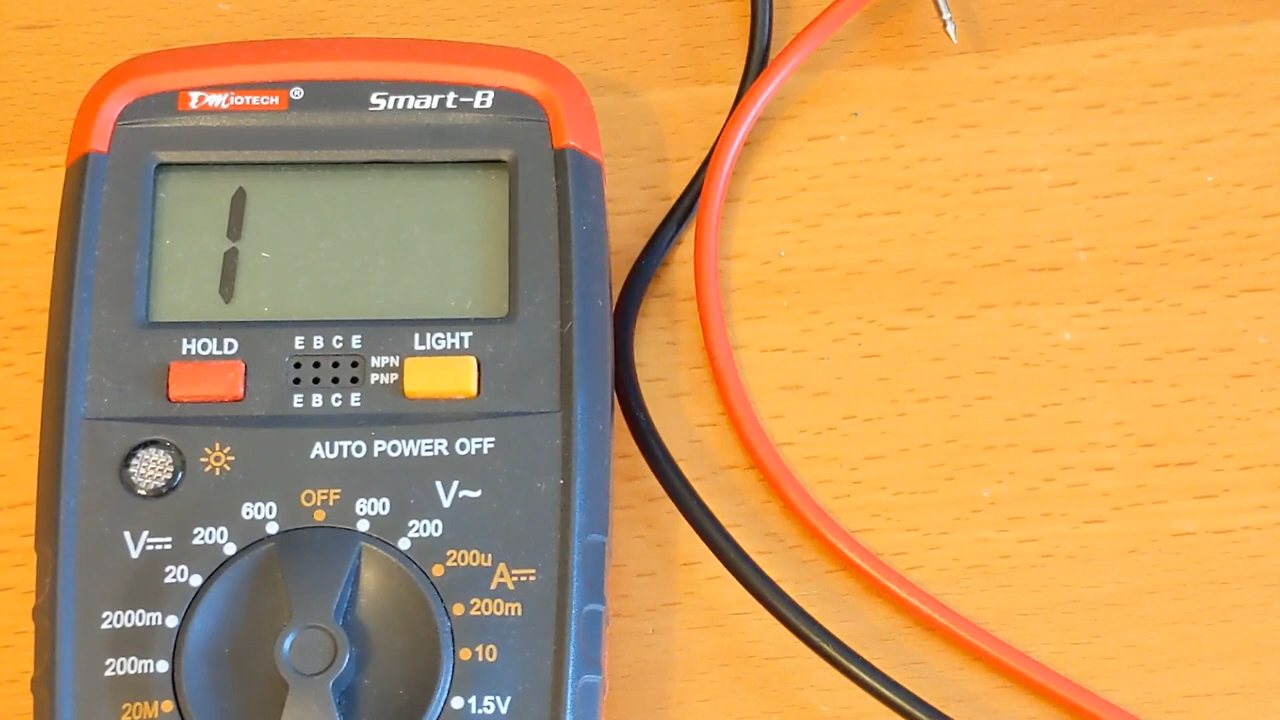 DMiOTECH ® Smart-B
1
HOLD
E B C E
LIGHT
NPN
PNP
E B C E
AUTO POWER OFF
V~
OFF
600
600
200
200
V⎓
20
200u
A⎓
2000m
200m
200m
10
20M
1.5V